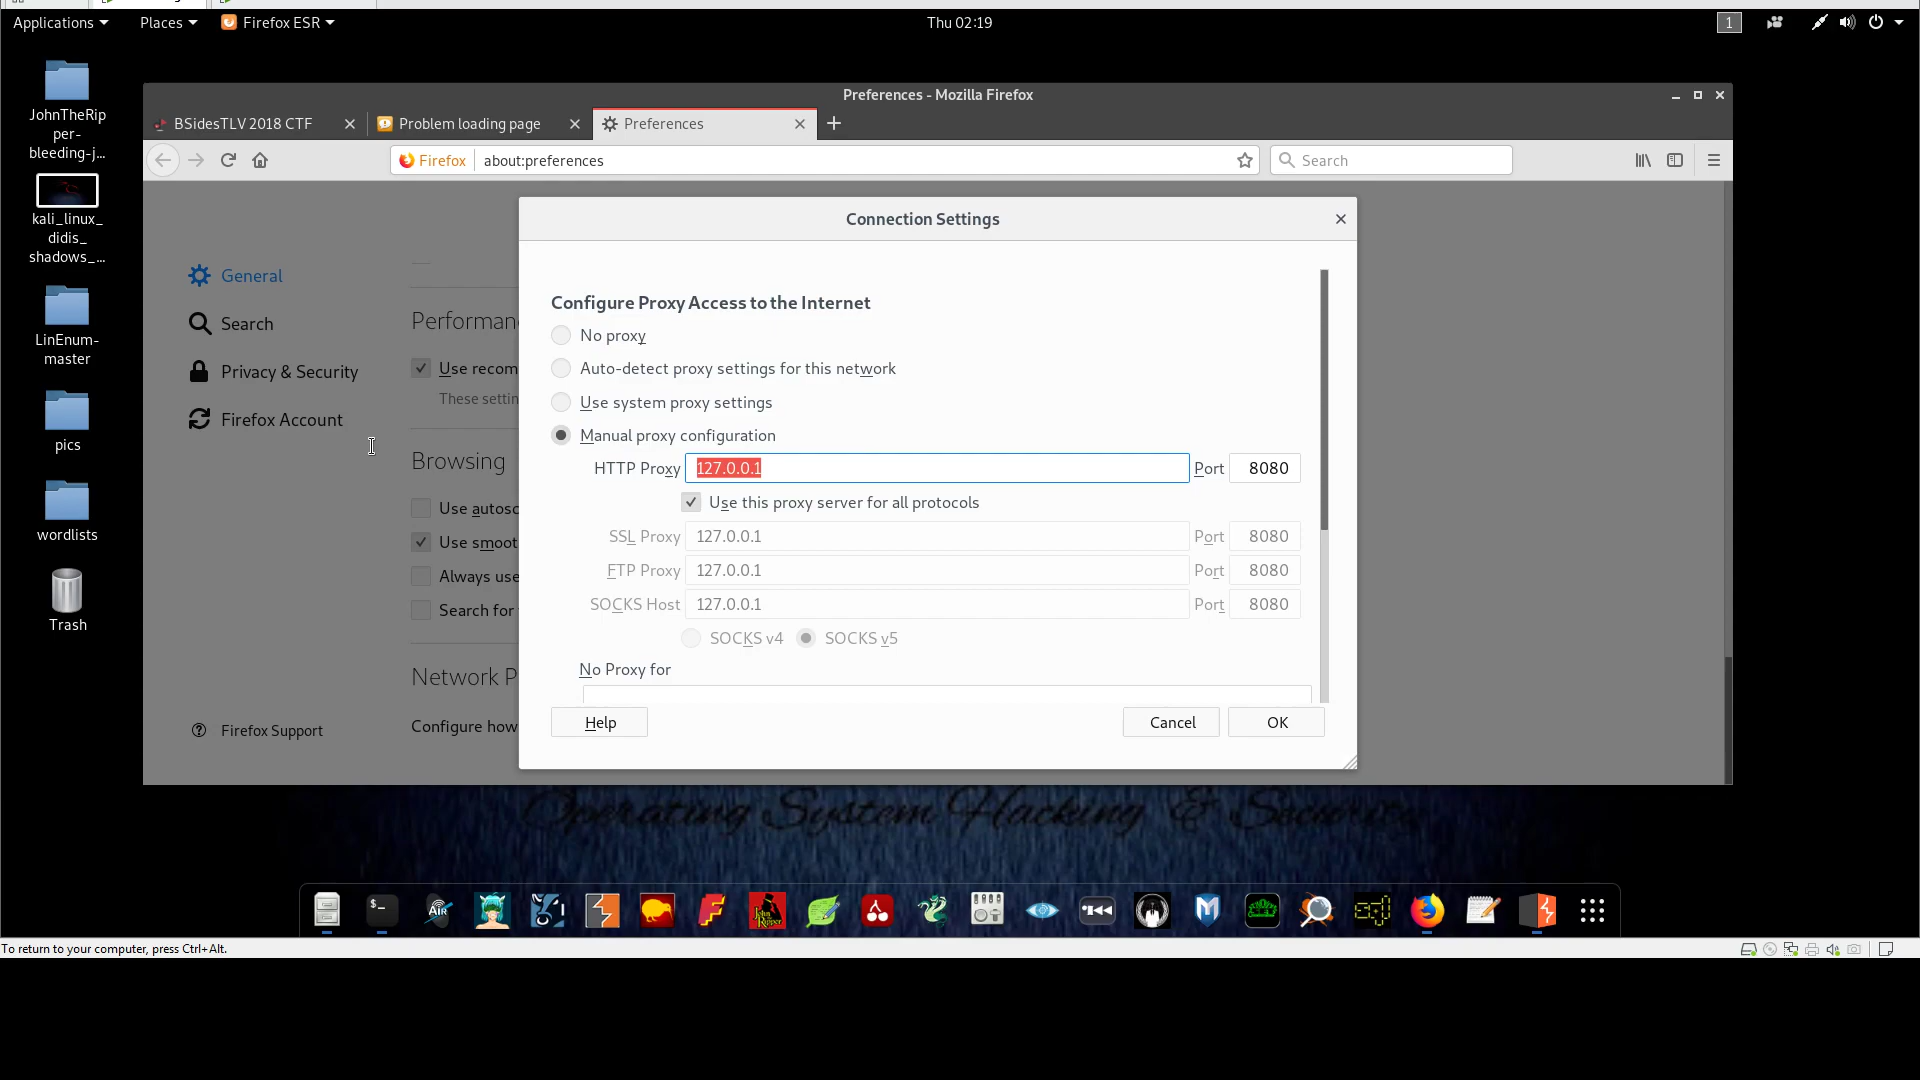 Applications
Places
Firefox ESR
Thu 02:19
1
JohnTheRip
per-
bleeding-j...
kali_linux_
didis_
shadows_...
LinEnum-
master
pics
wordlists
Trash
Preferences - Mozilla Firefox
BSidesTLV 2018 CTF
Problem loading page
Preferences
Firefox
about:preferences
Search
General
Search
Privacy & Security
Firefox Account
Firefox Support
Performan
Use recom
These settin
Browsing
Use autosc
Use smoot
Always use
Search for
Network P
Configure how
Connection Settings
Configure Proxy Access to the Internet
No proxy
Auto-detect proxy settings for this network
Use system proxy settings
Manual proxy configuration
HTTP Proxy 127.0.0.1 Port 8080
Use this proxy server for all protocols
SSL Proxy 127.0.0.1 Port 8080
FTP Proxy 127.0.0.1 Port 8080
SOCKS Host 127.0.0.1 Port 8080
SOCKS v4 SOCKS v5
No Proxy for
Help Cancel OK
Operating System Hacking & Security
To return to your computer, press Ctrl+Alt.